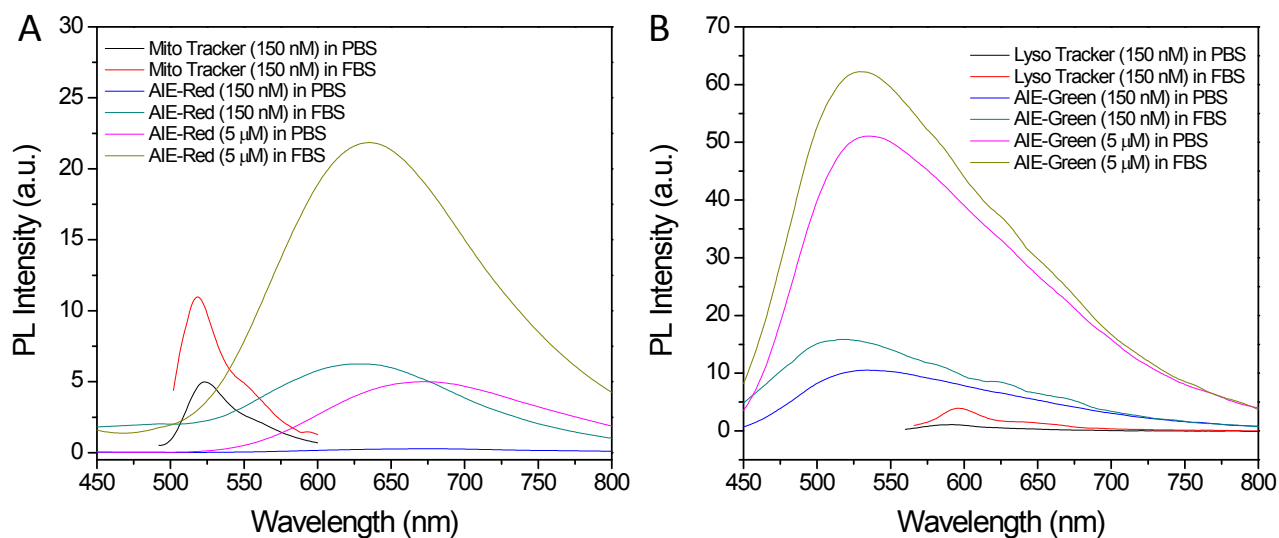 A
PL Intensity (a.u.)
30
25
20
15
10
5
0
Mito Tracker (150 nM) in PBS
Mito Tracker (150 nM) in FBS
AIE-Red (150 nM) in PBS
AIE-Red (150 nM) in FBS
AIE-Red (5 μM) in PBS
AIE-Red (5 μM) in FBS
450 500 550 600 650 700 750 800
Wavelength (nm)
B
PL Intensity (a.u.)
70
60
50
40
30
20
10
0
Lyso Tracker (150 nM) in PBS
Lyso Tracker (150 nM) in FBS
AIE-Green (150 nM) in PBS
AIE-Green (150 nM) in FBS
AIE-Green (5 μM) in PBS
AIE-Green (5 μM) in FBS
450 500 550 600 650 700 750 800
Wavelength (nm)